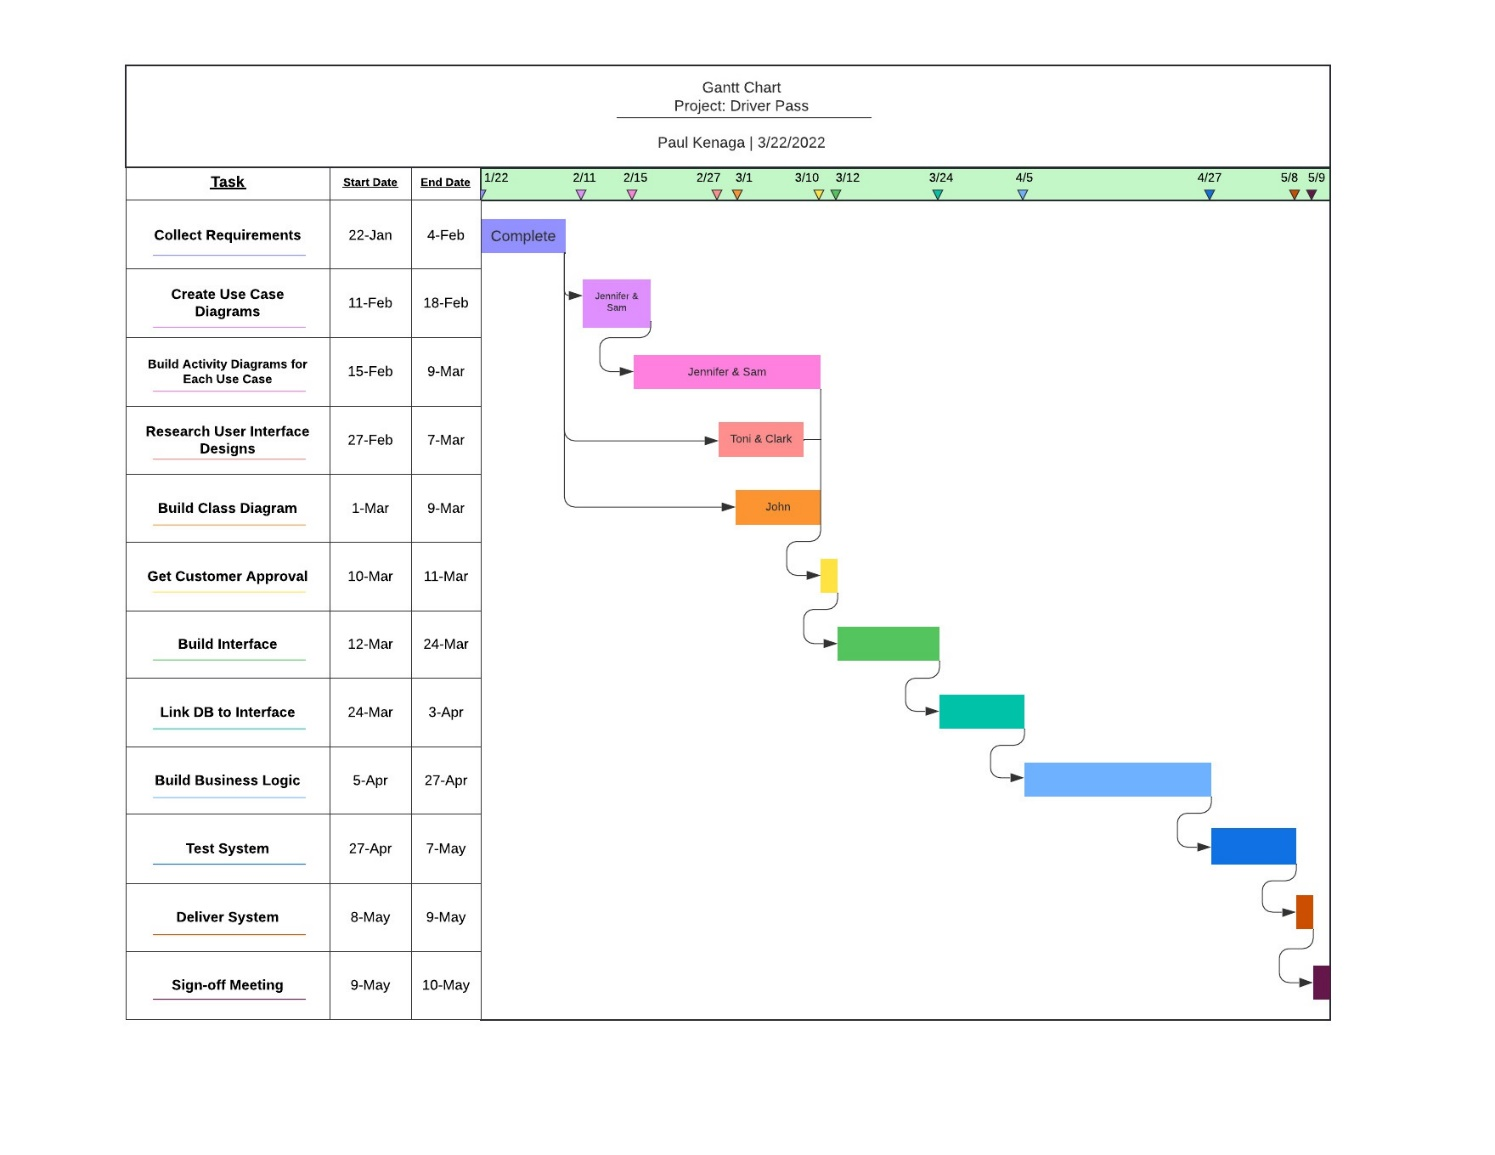 Gantt Chart
Project: Driver Pass
Paul Kenaga | 3/22/2022
Task Start Date End Date 1/22 2/11 2/15 2/27 3/1 3/10 3/12 3/24 4/5 4/27 5/8 5/9
Collect Requirements 22-Jan 4-Feb Complete
Create Use Case
Diagrams
11-Feb 18-Feb
Jennifer &
Sam
Build Activity Diagrams for
Each Use Case
15-Feb 9-Mar Jennifer & Sam
Research User Interface
Designs
27-Feb 7-Mar Toni & Clark
Build Class Diagram 1-Mar 9-Mar John
Get Customer Approval 10-Mar 11-Mar
Build Interface 12-Mar 24-Mar
Link DB to Interface 24-Mar 3-Apr
Build Business Logic 5-Apr 27-Apr
Test System 27-Apr 7-May
Deliver System 8-May 9-May
Sign-off Meeting 9-May 10-May